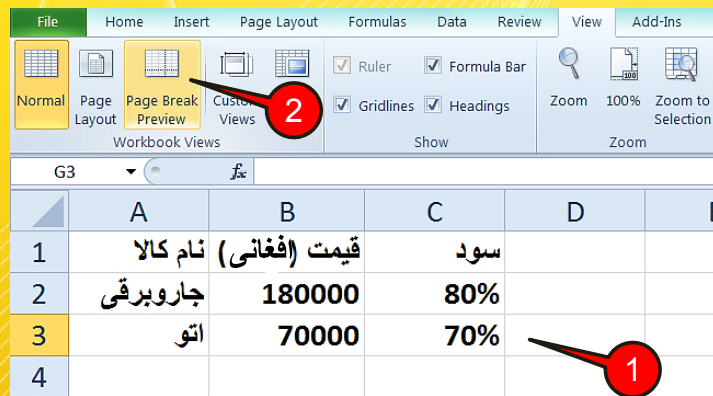 File Home Insert Page Layout Formulas Data Review View Add-Ins
Normal Page Layout Page Break Preview Views Ruler Formula Bar Gridlines Headings Zoom 100% Zoom to Selection
2
Workbook Views Show Zoom
G3 fx
A B C D
1 نام کالا قیمت (افغانی) سود
2 جاروبرقی 180000 80%
3 اتو 70000 70%
1
4